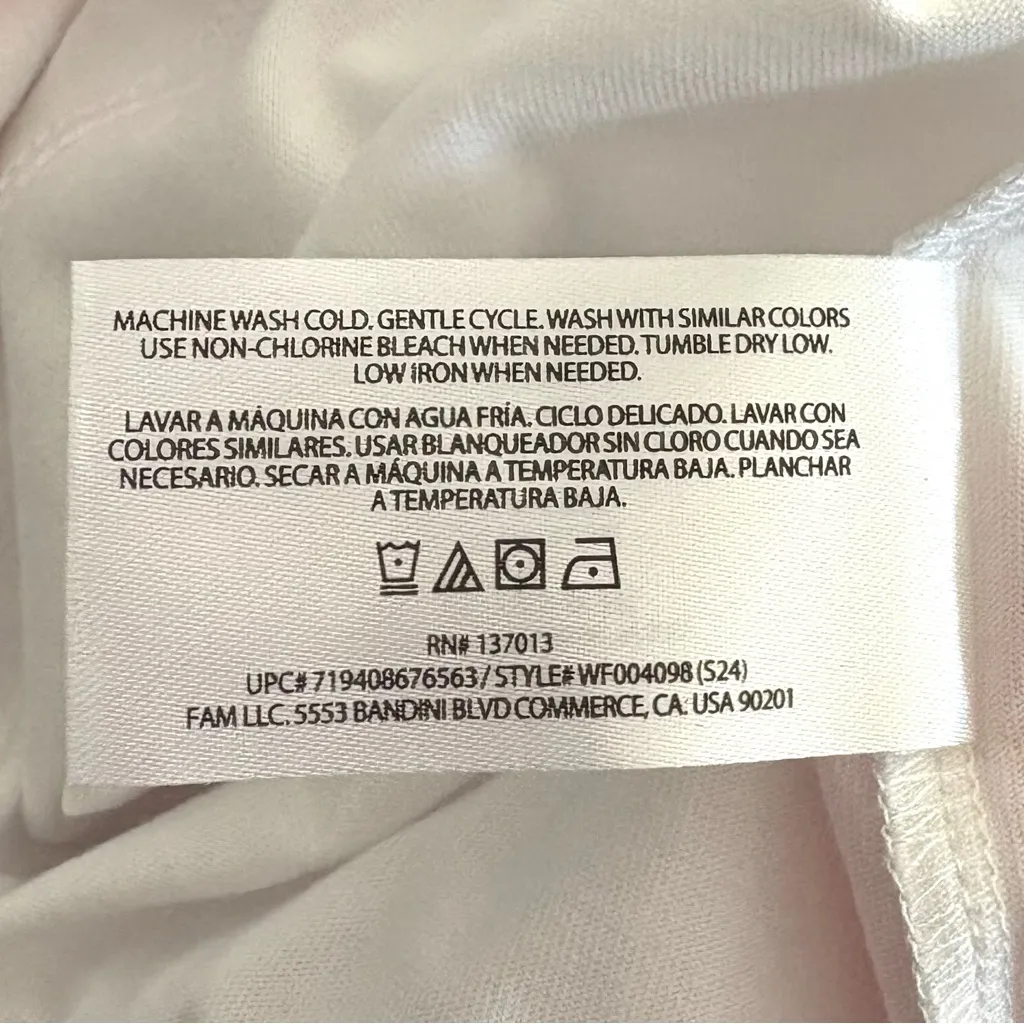 MACHINE WASH COLD. GENTLE CYCLE. WASH WITH SIMILAR COLORS
USE NON-CHLORINE BLEACH WHEN NEEDED. TUMBLE DRY LOW.
LOW IRON WHEN NEEDED.
LAVAR A MÁQUINA CON AGUA FRÍA. CICLO DELICADO. LAVAR CON
COLORES SIMILARES. USAR BLANQUEADOR SIN CLORO CUANDO SEA
NECESARIO. SECAR A MÁQUINA A TEMPERATURA BAJA. PLANCHAR
A TEMPERATURA BAJA.
RN# 137013
UPC# 719408676563 / STYLE# WF004098 (S24)
FAM LLC. 5553 BANDINI BLVD COMMERCE, CA. USA 90201